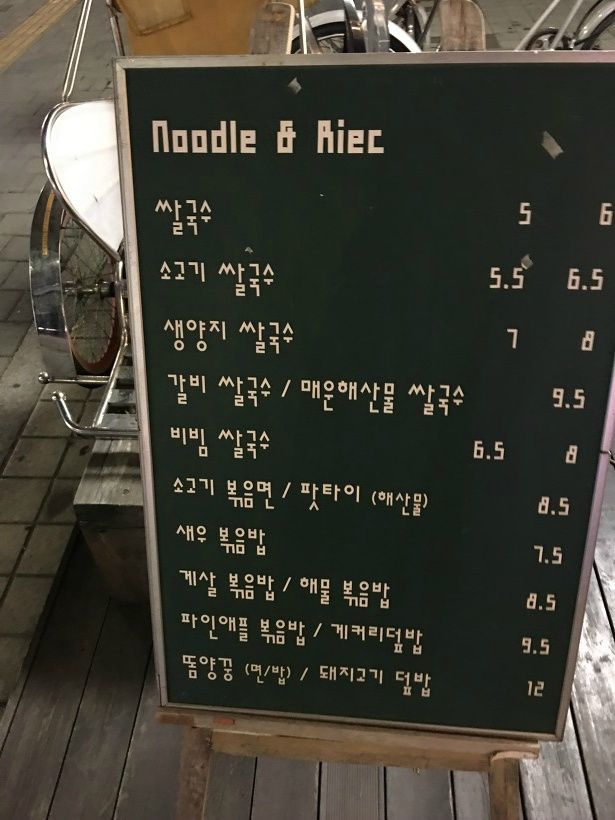 Noodle & Riec
쌀국수 5 6
소고기 쌀국수 5.5 6.5
생양지 쌀국수 7 8
갈비 쌀국수 / 매운해산물 쌀국수 9.5
비빔 쌀국수 6.5 8
소고기 볶음면 / 팟타이 (해산물) 8.5
새우 볶음밥 7.5
게살 볶음밥 / 해물 볶음밥 8.5
파인애플 볶음밥 / 게커리덮밥 9.5
똠양꿍 (면/밥) / 돼지고기 덮밥 12